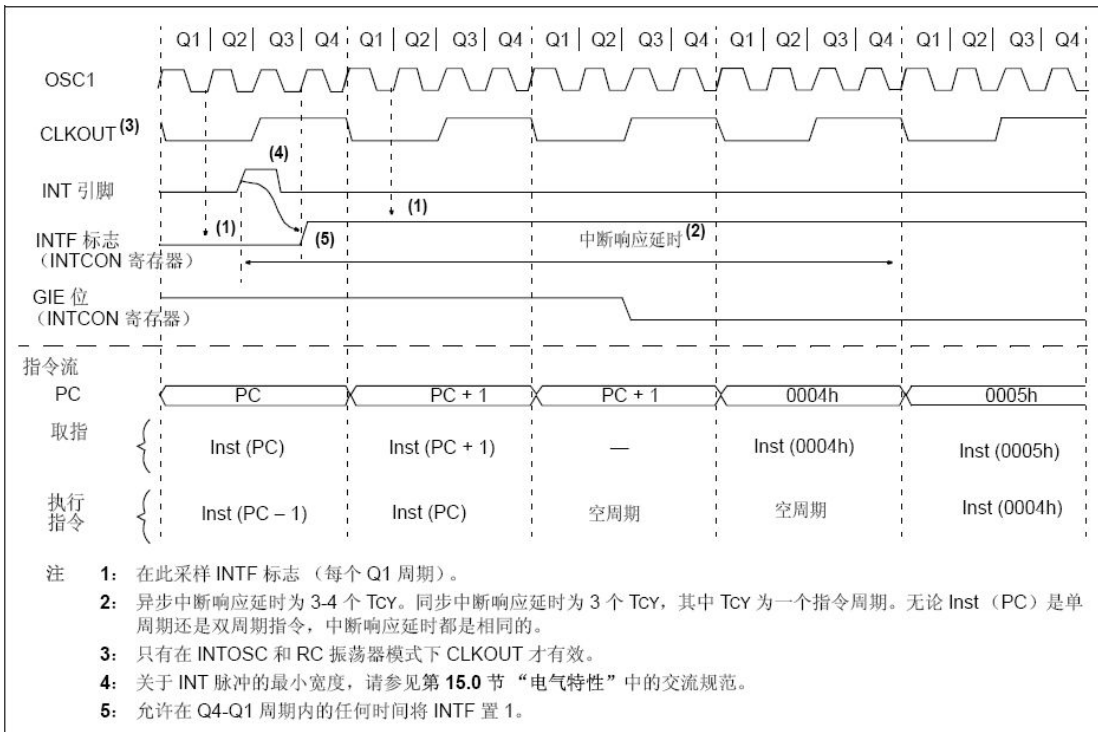 Q1 | Q2 | Q3 | Q4 Q1 | Q2 | Q3 | Q4 Q1 | Q2 | Q3 | Q4 Q1 | Q2 | Q3 | Q4 Q1 | Q2 | Q3 | Q4
OSC1
CLKOUT (3)
(4)
INT 引脚
(1) (1)
INTF 标志 (5) 中断响应延时 (2)
（INTCON 寄存器）
GIE 位
（INTCON 寄存器）
指令流
PC PC PC + 1 PC + 1 0004h 0005h
取指 Inst (PC) Inst (PC + 1) — Inst (0004h) Inst (0005h)
执行
指令 Inst (PC – 1) Inst (PC) 空周期 空周期 Inst (0004h)
注 1： 在此采样 INTF 标志 （每个 Q1 周期）。
2： 异步中断响应延时为 3-4 个 TCY。同步中断响应延时为 3 个 TCY，其中 TCY 为一个指令周期。无论 Inst （PC）是单
周期还是双周期指令，中断响应延时都是相同的。
3： 只有在 INTOSC 和 RC 振荡器模式下 CLKOUT 才有效。
4： 关于 INT 脉冲的最小宽度，请参见第 15.0 节 “电气特性”中的交流规范。
5： 允许在 Q4-Q1 周期内的任何时间将 INTF 置 1。